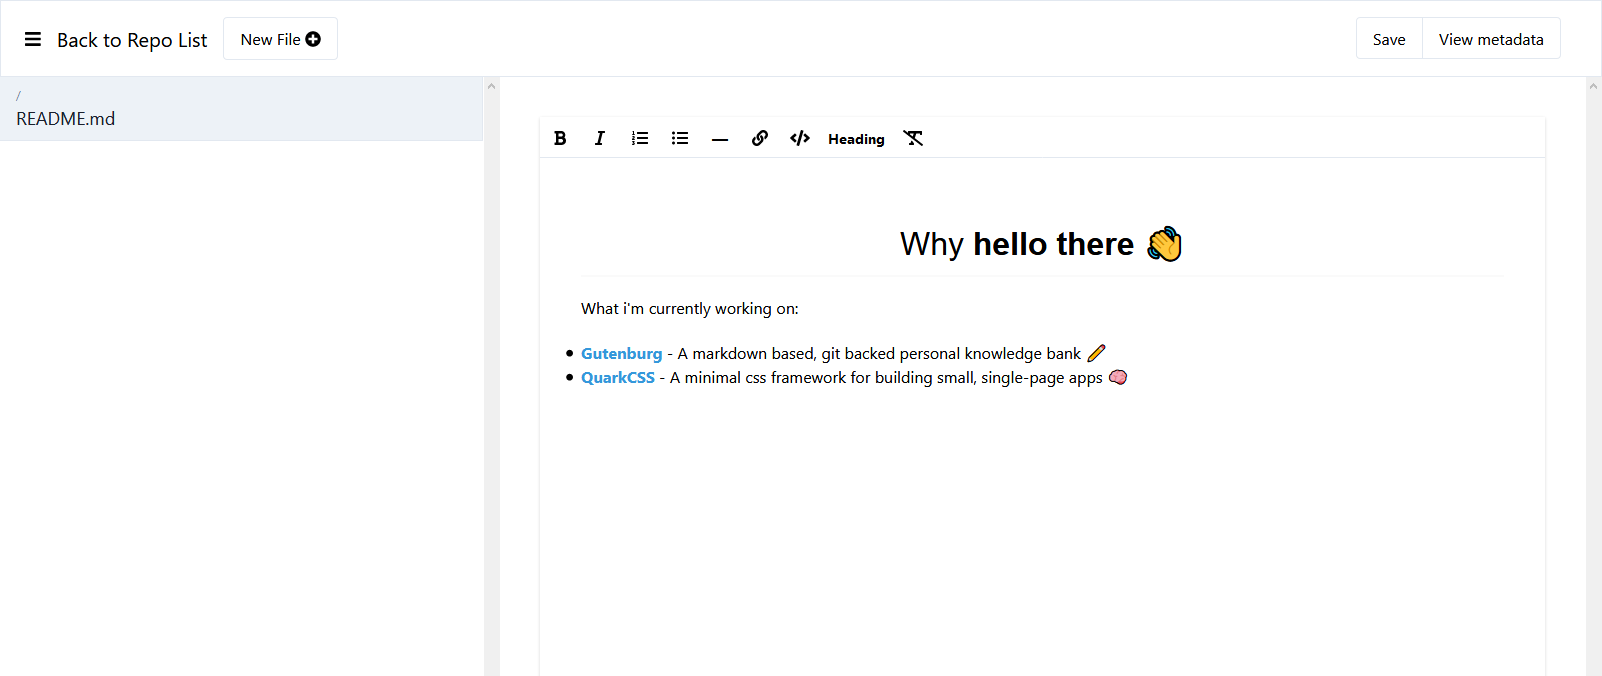 Back to Repo List New File Save View metadata
/
README.md
B I Heading
Why hello there 👋
What i'm currently working on:
• Gutenburg - A markdown based, git backed personal knowledge bank ✏️
• QuarkCSS - A minimal css framework for building small, single-page apps 🧠